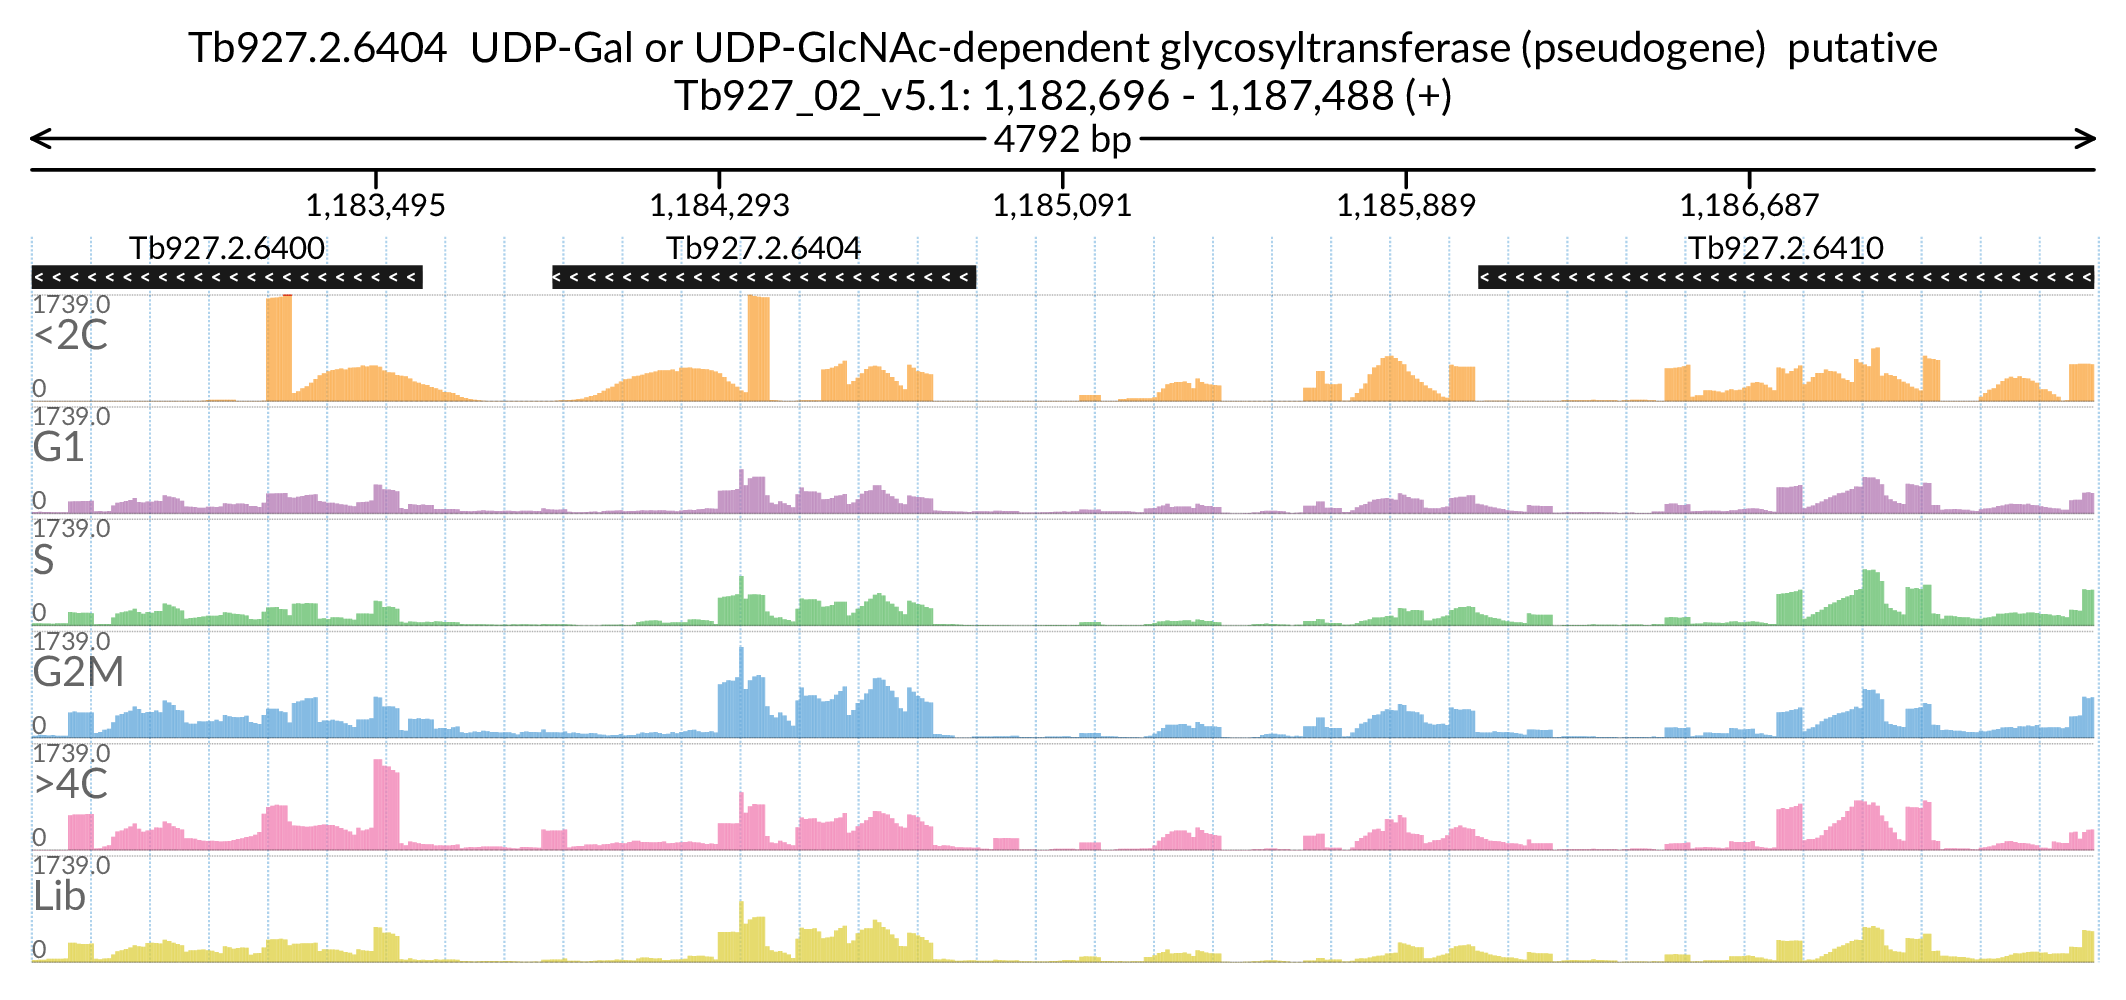 Tb927.2.6404  UDP-Gal or UDP-GlcNAc-dependent glycosyltransferase (pseudogene)  putative
Tb927_02_v5.1: 1,182,696 - 1,187,488 (+)
4792 bp
1,183,495 1,184,293 1,185,091 1,185,889 1,186,687
Tb927.2.6400 Tb927.2.6404 Tb927.2.6410
1739.0
<2C
0
1739.0
G1
0
1739.0
S
0
1739.0
G2M
0
1739.0
>4C
0
1739.0
Lib
0